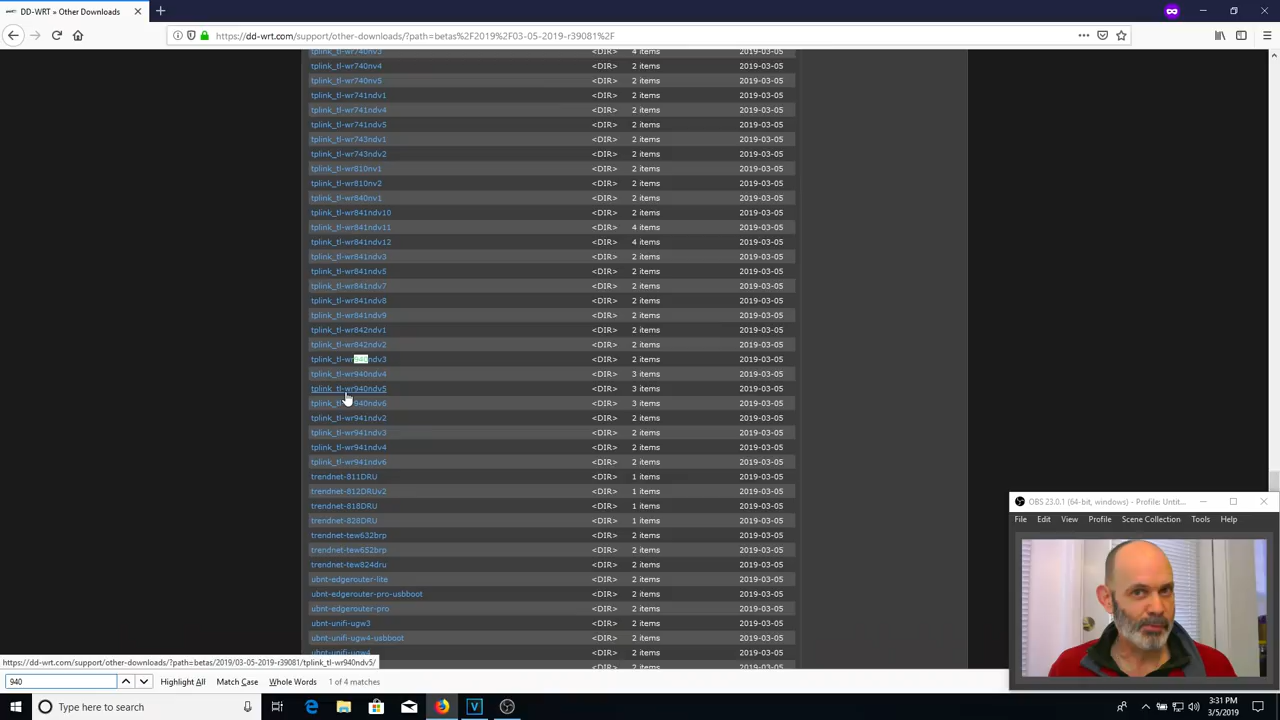 DD-WRT » Other Downloads
https://dd-wrt.com/support/other-downloads/?path=betas%2F2019%2F03-05-2019-r39081%2F
tplink_tl-wr740nv3 <DIR> 4 items 2019-03-05
tplink_tl-wr740nv4 <DIR> 2 items 2019-03-05
tplink_tl-wr740nv5 <DIR> 2 items 2019-03-05
tplink_tl-wr741ndv1 <DIR> 2 items 2019-03-05
tplink_tl-wr741ndv4 <DIR> 2 items 2019-03-05
tplink_tl-wr741ndv5 <DIR> 2 items 2019-03-05
tplink_tl-wr743ndv1 <DIR> 2 items 2019-03-05
tplink_tl-wr743ndv2 <DIR> 2 items 2019-03-05
tplink_tl-wr810nv1 <DIR> 2 items 2019-03-05
tplink_tl-wr810nv2 <DIR> 2 items 2019-03-05
tplink_tl-wr840nv1 <DIR> 2 items 2019-03-05
tplink_tl-wr841ndv10 <DIR> 2 items 2019-03-05
tplink_tl-wr841ndv11 <DIR> 4 items 2019-03-05
tplink_tl-wr841ndv12 <DIR> 4 items 2019-03-05
tplink_tl-wr841ndv3 <DIR> 2 items 2019-03-05
tplink_tl-wr841ndv5 <DIR> 2 items 2019-03-05
tplink_tl-wr841ndv7 <DIR> 2 items 2019-03-05
tplink_tl-wr841ndv8 <DIR> 2 items 2019-03-05
tplink_tl-wr841ndv9 <DIR> 2 items 2019-03-05
tplink_tl-wr842ndv1 <DIR> 2 items 2019-03-05
tplink_tl-wr842ndv2 <DIR> 2 items 2019-03-05
tplink_tl-wr940ndv3 <DIR> 2 items 2019-03-05
tplink_tl-wr940ndv4 <DIR> 3 items 2019-03-05
tplink_tl-wr940ndv5 <DIR> 3 items 2019-03-05
tplink_tl-wr940ndv6 <DIR> 3 items 2019-03-05
tplink_tl-wr941ndv2 <DIR> 2 items 2019-03-05
tplink_tl-wr941ndv3 <DIR> 2 items 2019-03-05
tplink_tl-wr941ndv4 <DIR> 2 items 2019-03-05
tplink_tl-wr941ndv6 <DIR> 2 items 2019-03-05
trendnet-811DRU <DIR> 1 items 2019-03-05
trendnet-812DRUv2 <DIR> 1 items 2019-03-05
trendnet-818DRU <DIR> 1 items 2019-03-05
trendnet-828DRU <DIR> 1 items 2019-03-05
trendnet-tew632brp <DIR> 2 items 2019-03-05
trendnet-tew652brp <DIR> 2 items 2019-03-05
trendnet-tew824dru <DIR> 2 items 2019-03-05
ubnt-edgerouter-lite <DIR> 2 items 2019-03-05
ubnt-edgerouter-pro-usbboot <DIR> 2 items 2019-03-05
ubnt-edgerouter-pro <DIR> 2 items 2019-03-05
ubnt-unifi-ugw3 <DIR> 2 items 2019-03-05
ubnt-unifi-ugw4-usbboot <DIR> 2 items 2019-03-05
ubnt-unifi-ugw4 <DIR> 2 items 2019-03-05
OBS 23.0.1 (64-bit, windows) - Profile: Untit...
File Edit View Profile Scene Collection Tools Help
https://dd-wrt.com/support/other-downloads/?path=betas/2019/03-05-2019-r39081/tplink_tl-wr940ndv5/
940 Highlight All Match Case Whole Words 1 of 4 matches
Type here to search
3:31 PM
3/5/2019